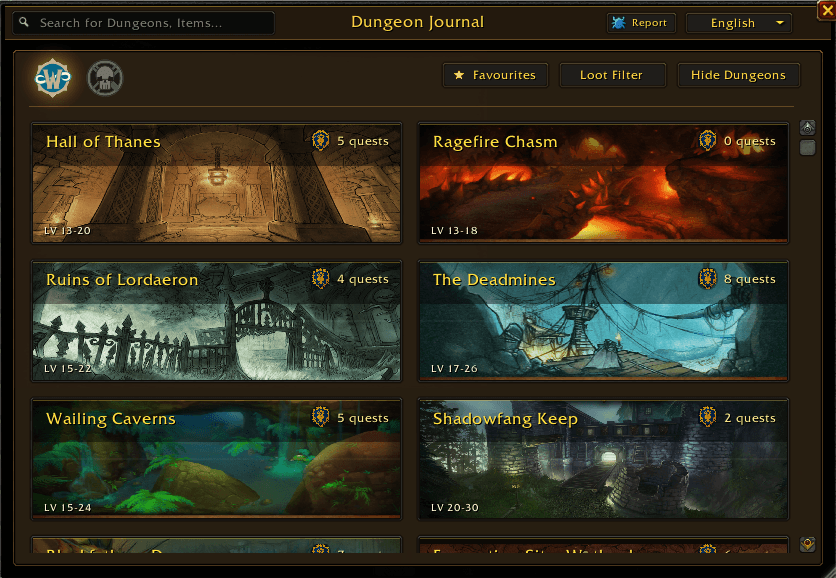 Search for Dungeons, Items...
Dungeon Journal
Report
English
W
Favourites
Loot Filter
Hide Dungeons
Hall of Thanes
5 quests
LV 13-20
Ragefire Chasm
0 quests
LV 13-18
Ruins of Lordaeron
4 quests
LV 15-22
The Deadmines
8 quests
LV 17-26
Wailing Caverns
5 quests
LV 15-24
Shadowfang Keep
2 quests
LV 20-30